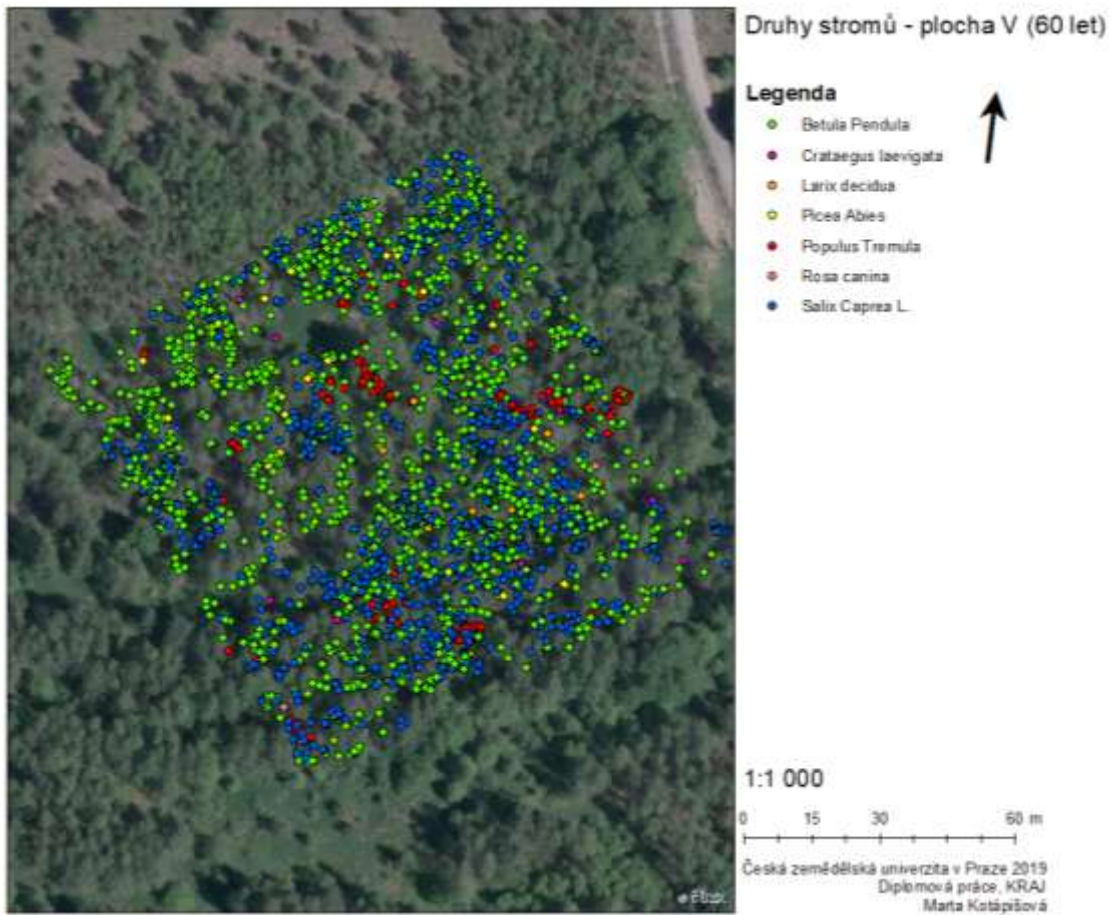 Druhy stromů - plocha V (60 let)
Legenda
Betula Pendula
Crataegus laevigata
Larix decidua
Picea Abies
Populus Tremula
Rosa canina
Salix Caprea L.
1:1 000
0 15 30 60 m
Česká zemědělská univerzita v Praze 2019
Diplomová práce, KRAJ
Marta Kotápišová